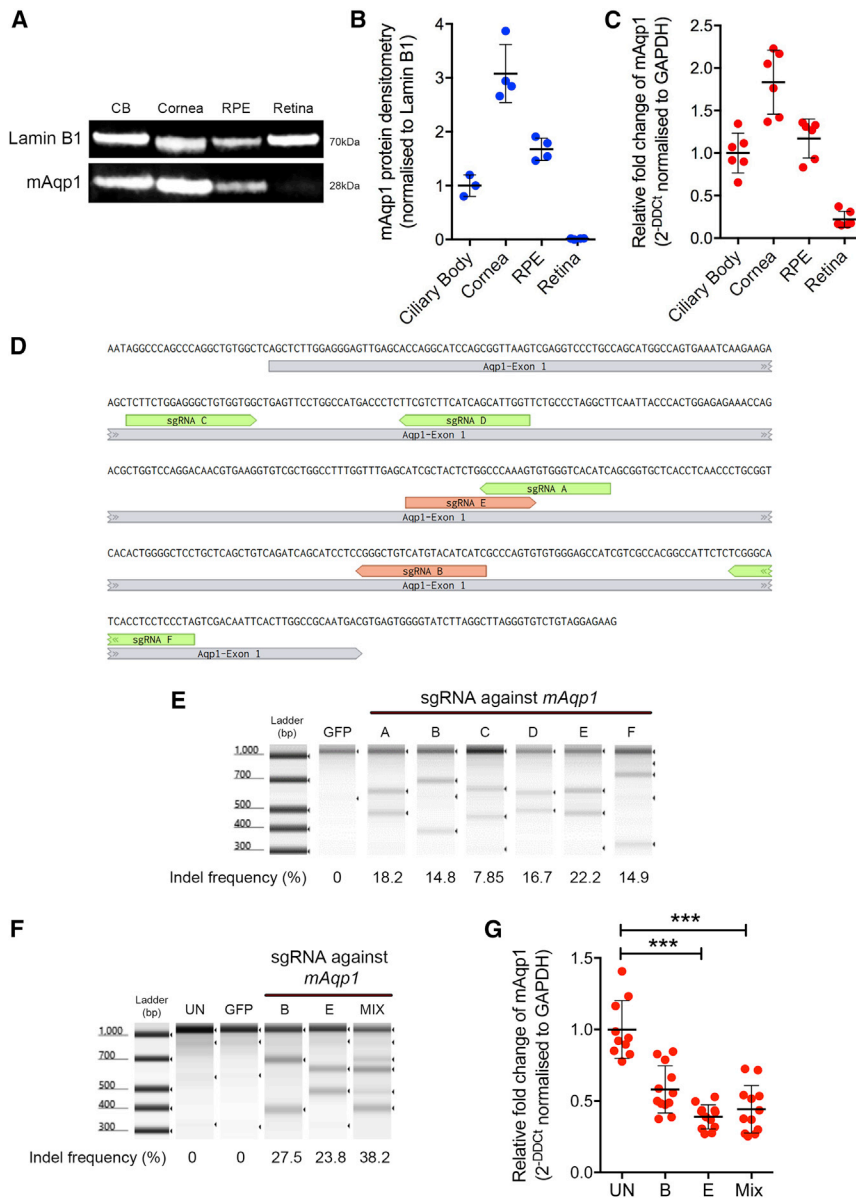 A
CB Cornea RPE Retina
Lamin B1 70kDa
mAqp1 28kDa
B
mAqp1 protein densitometry
(normalised to Lamin B1)
4
3
2
1
0
Ciliary Body
Cornea
RPE
Retina
C
Relative fold change of mAqp1
(2-DDCt normalised to GAPDH)
2.5
2.0
1.5
1.0
0.5
0.0
Ciliary Body
Cornea
RPE
Retina
D
AATAGGCCCAGCCCAGGCTGTGGCTCAGCTCTTGGAGGGAGTTGAGCACCAGGCATCCAGCGGTTAAGTCGAGGTCCCTGCCAGCATGGCCAGTGAAATCAAGAAGA
Aqp1-Exon 1
AGCTCTTCTGGAGGGCTGTGGTGGCTGAGTTCCTGGCCATGACCCTCTTCGTCTTCATCAGCATTGGTTCTGCCCTAGGCTTCAATTACCCACTGGAGAGAAACCAG
sgRNA C sgRNA D
Aqp1-Exon 1
ACGCTGGTCCAGGACAACGTGAAGGTGTCGCTGGCCTTTGGTTTGAGCATCGCTACTCTGGCCCAAAGTGTGGGTCACATCAGCGGTGCTCACCTCAACCCTGCGGT
sgRNA A
sgRNA E
Aqp1-Exon 1
CACACTGGGGCTCCTGCTCAGCTGTCAGATCAGCATCCTCCGGGCTGTCATGTACATCATCGCCCAGTGTGTGGGAGCCATCGTCGCCACGGCCATTCTCTCGGGCA
sgRNA B
Aqp1-Exon 1
TCACCTCCTCCCTAGTCGACAATTCACTTGGCCGCAATGACGTGAGTGGGGTATCTTAGGCTTAGGGTGTCTGTAGGAGAAG
sgRNA F
Aqp1-Exon 1
E
sgRNA against mAqp1
Ladder
(bp)
GFP A B C D E F
1,000
700
500
400
300
Indel frequency (%) 0 18.2 14.8 7.85 16.7 22.2 14.9
F
sgRNA against
mAqp1
Ladder
(bp)
UN GFP B E MIX
1,000
700
500
400
300
Indel frequency (%) 0 0 27.5 23.8 38.2
G
Relative fold change of mAqp1
(2-DDCt normalised to GAPDH)
***
***
1.5
1.0
0.5
0.0
UN B E Mix